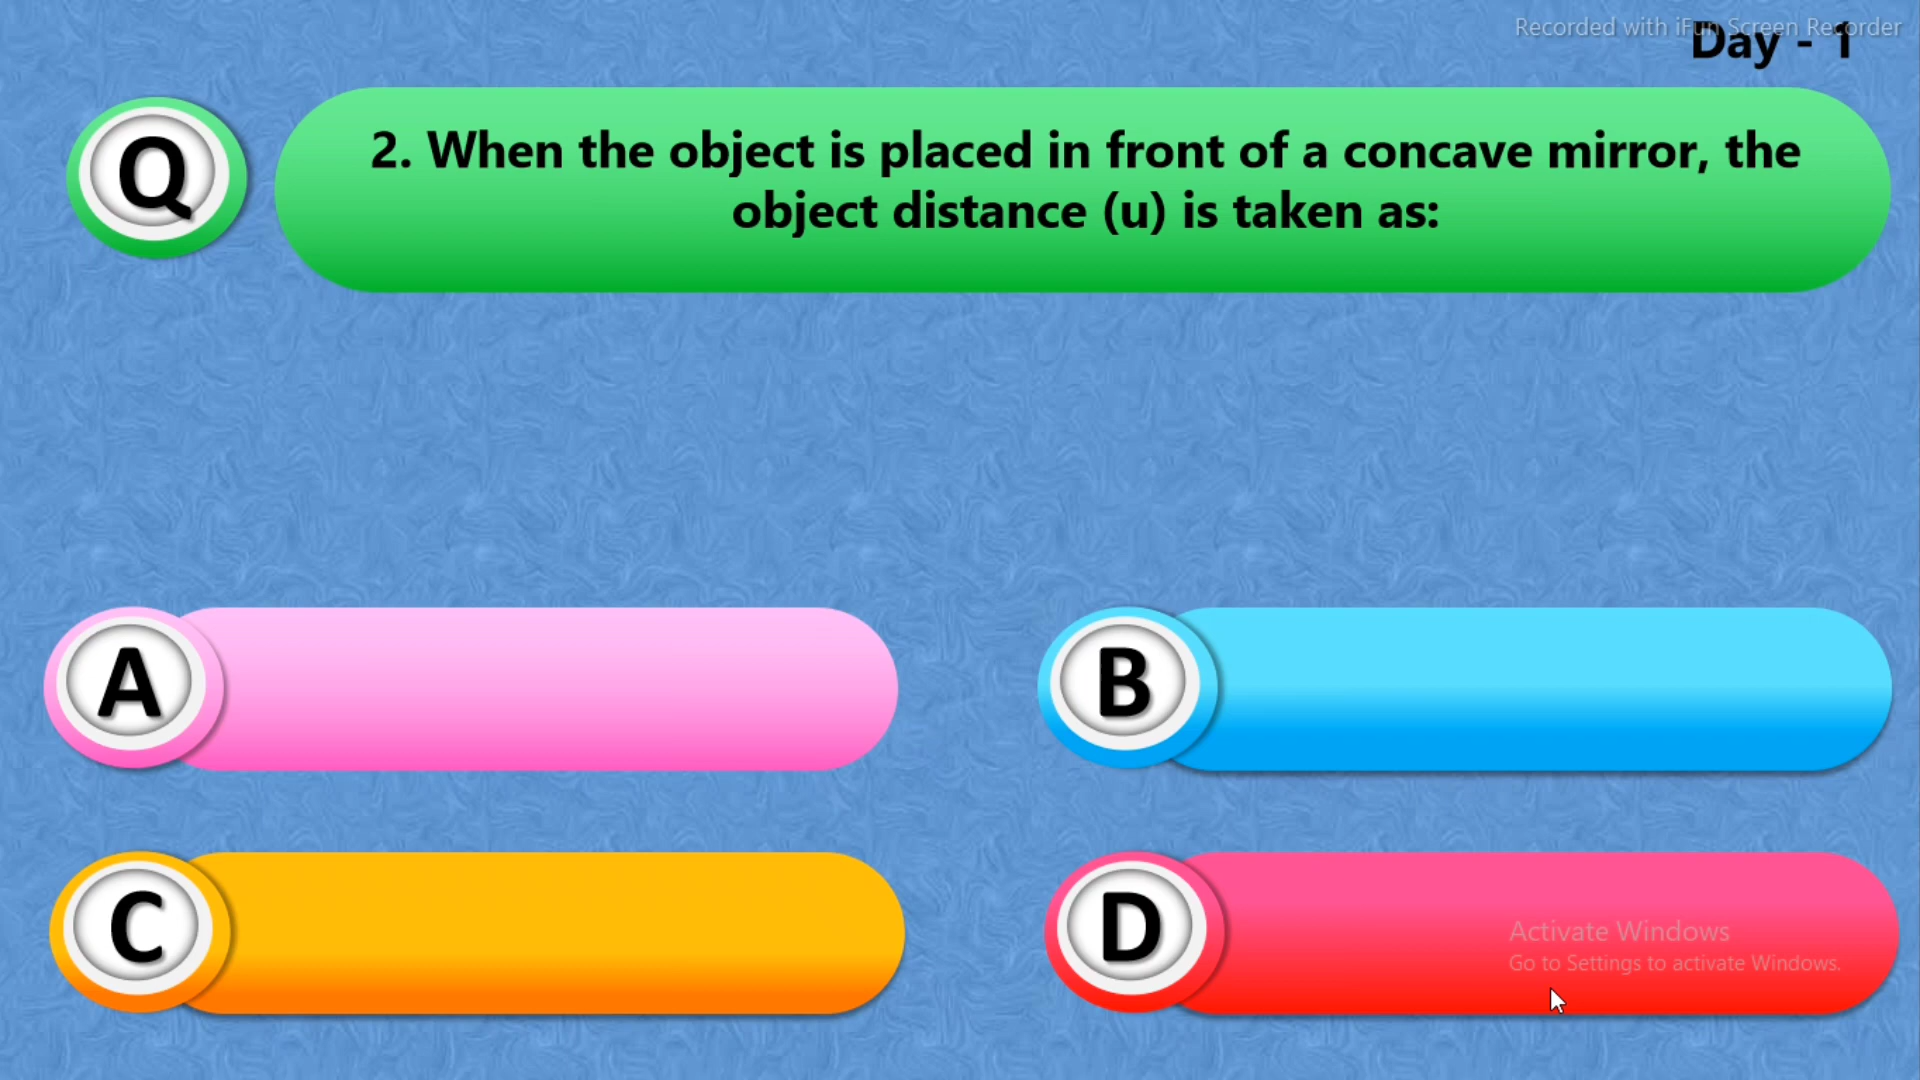 Recorded with iFun Screen Recorder
Day - 1
Q
2. When the object is placed in front of a concave mirror, the
object distance (u) is taken as:
A
B
C
D
Activate Windows
Go to Settings to activate Windows.